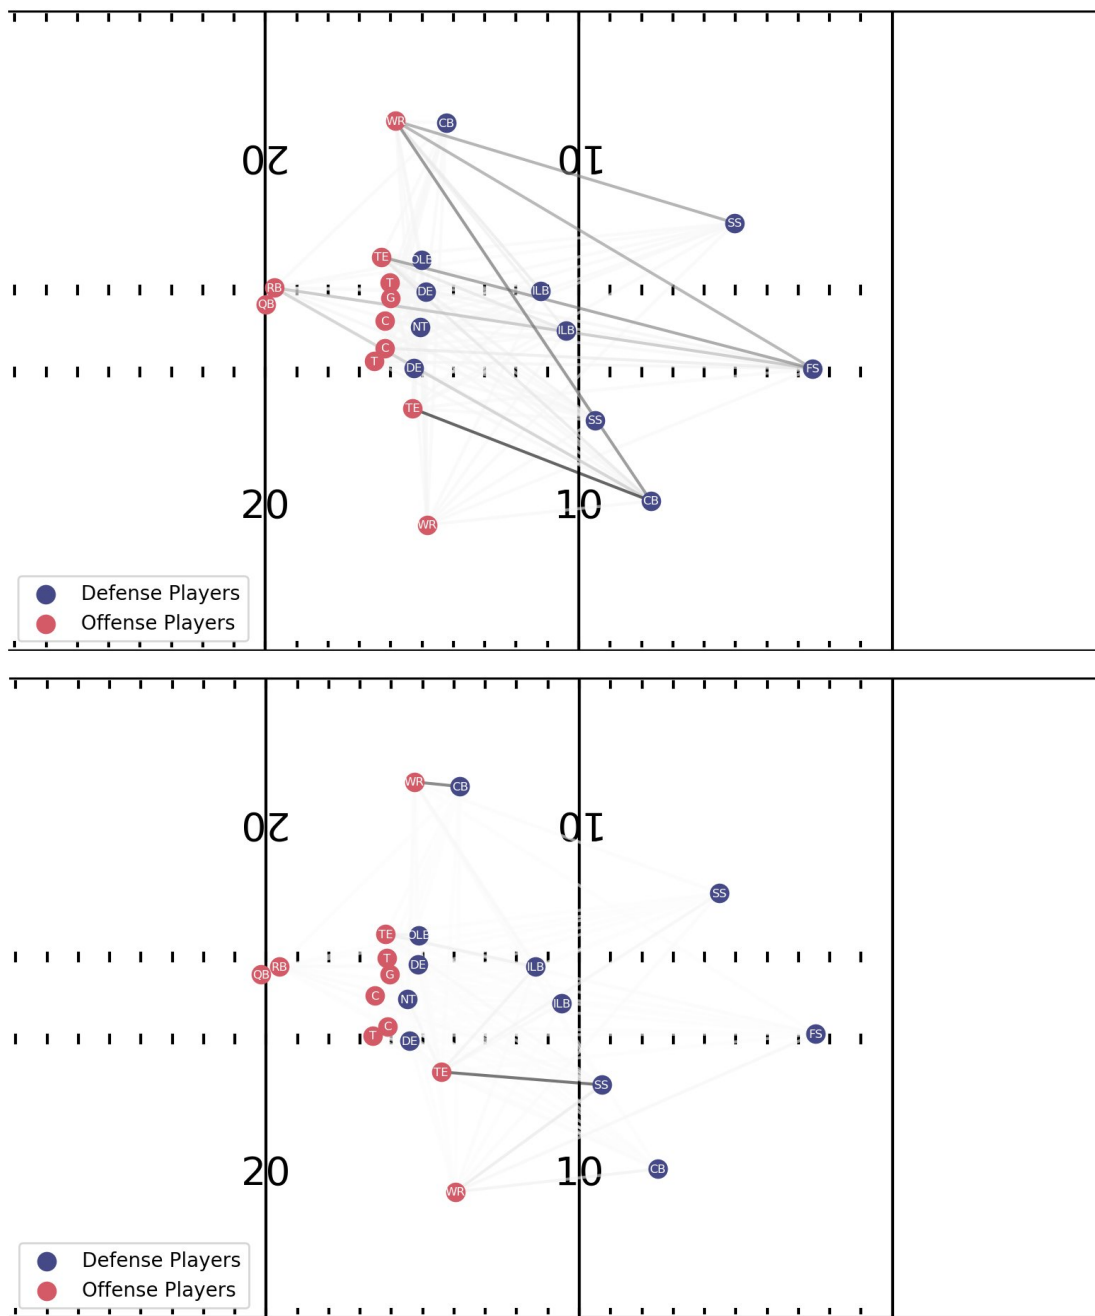 WR
CB
20 10
SS
TE OLB
RB T DE ILB
QB G
C NT ILB
C
T DE FS
TE
SS
20 10 CB
WR
Defense Players
Offense Players
WR CB
20 10
SS
TE OLB
T
QB RB G DE ILB
C NT ILB
C
T DE FS
TE
SS
20 10 CB
WR
Defense Players
Offense Players